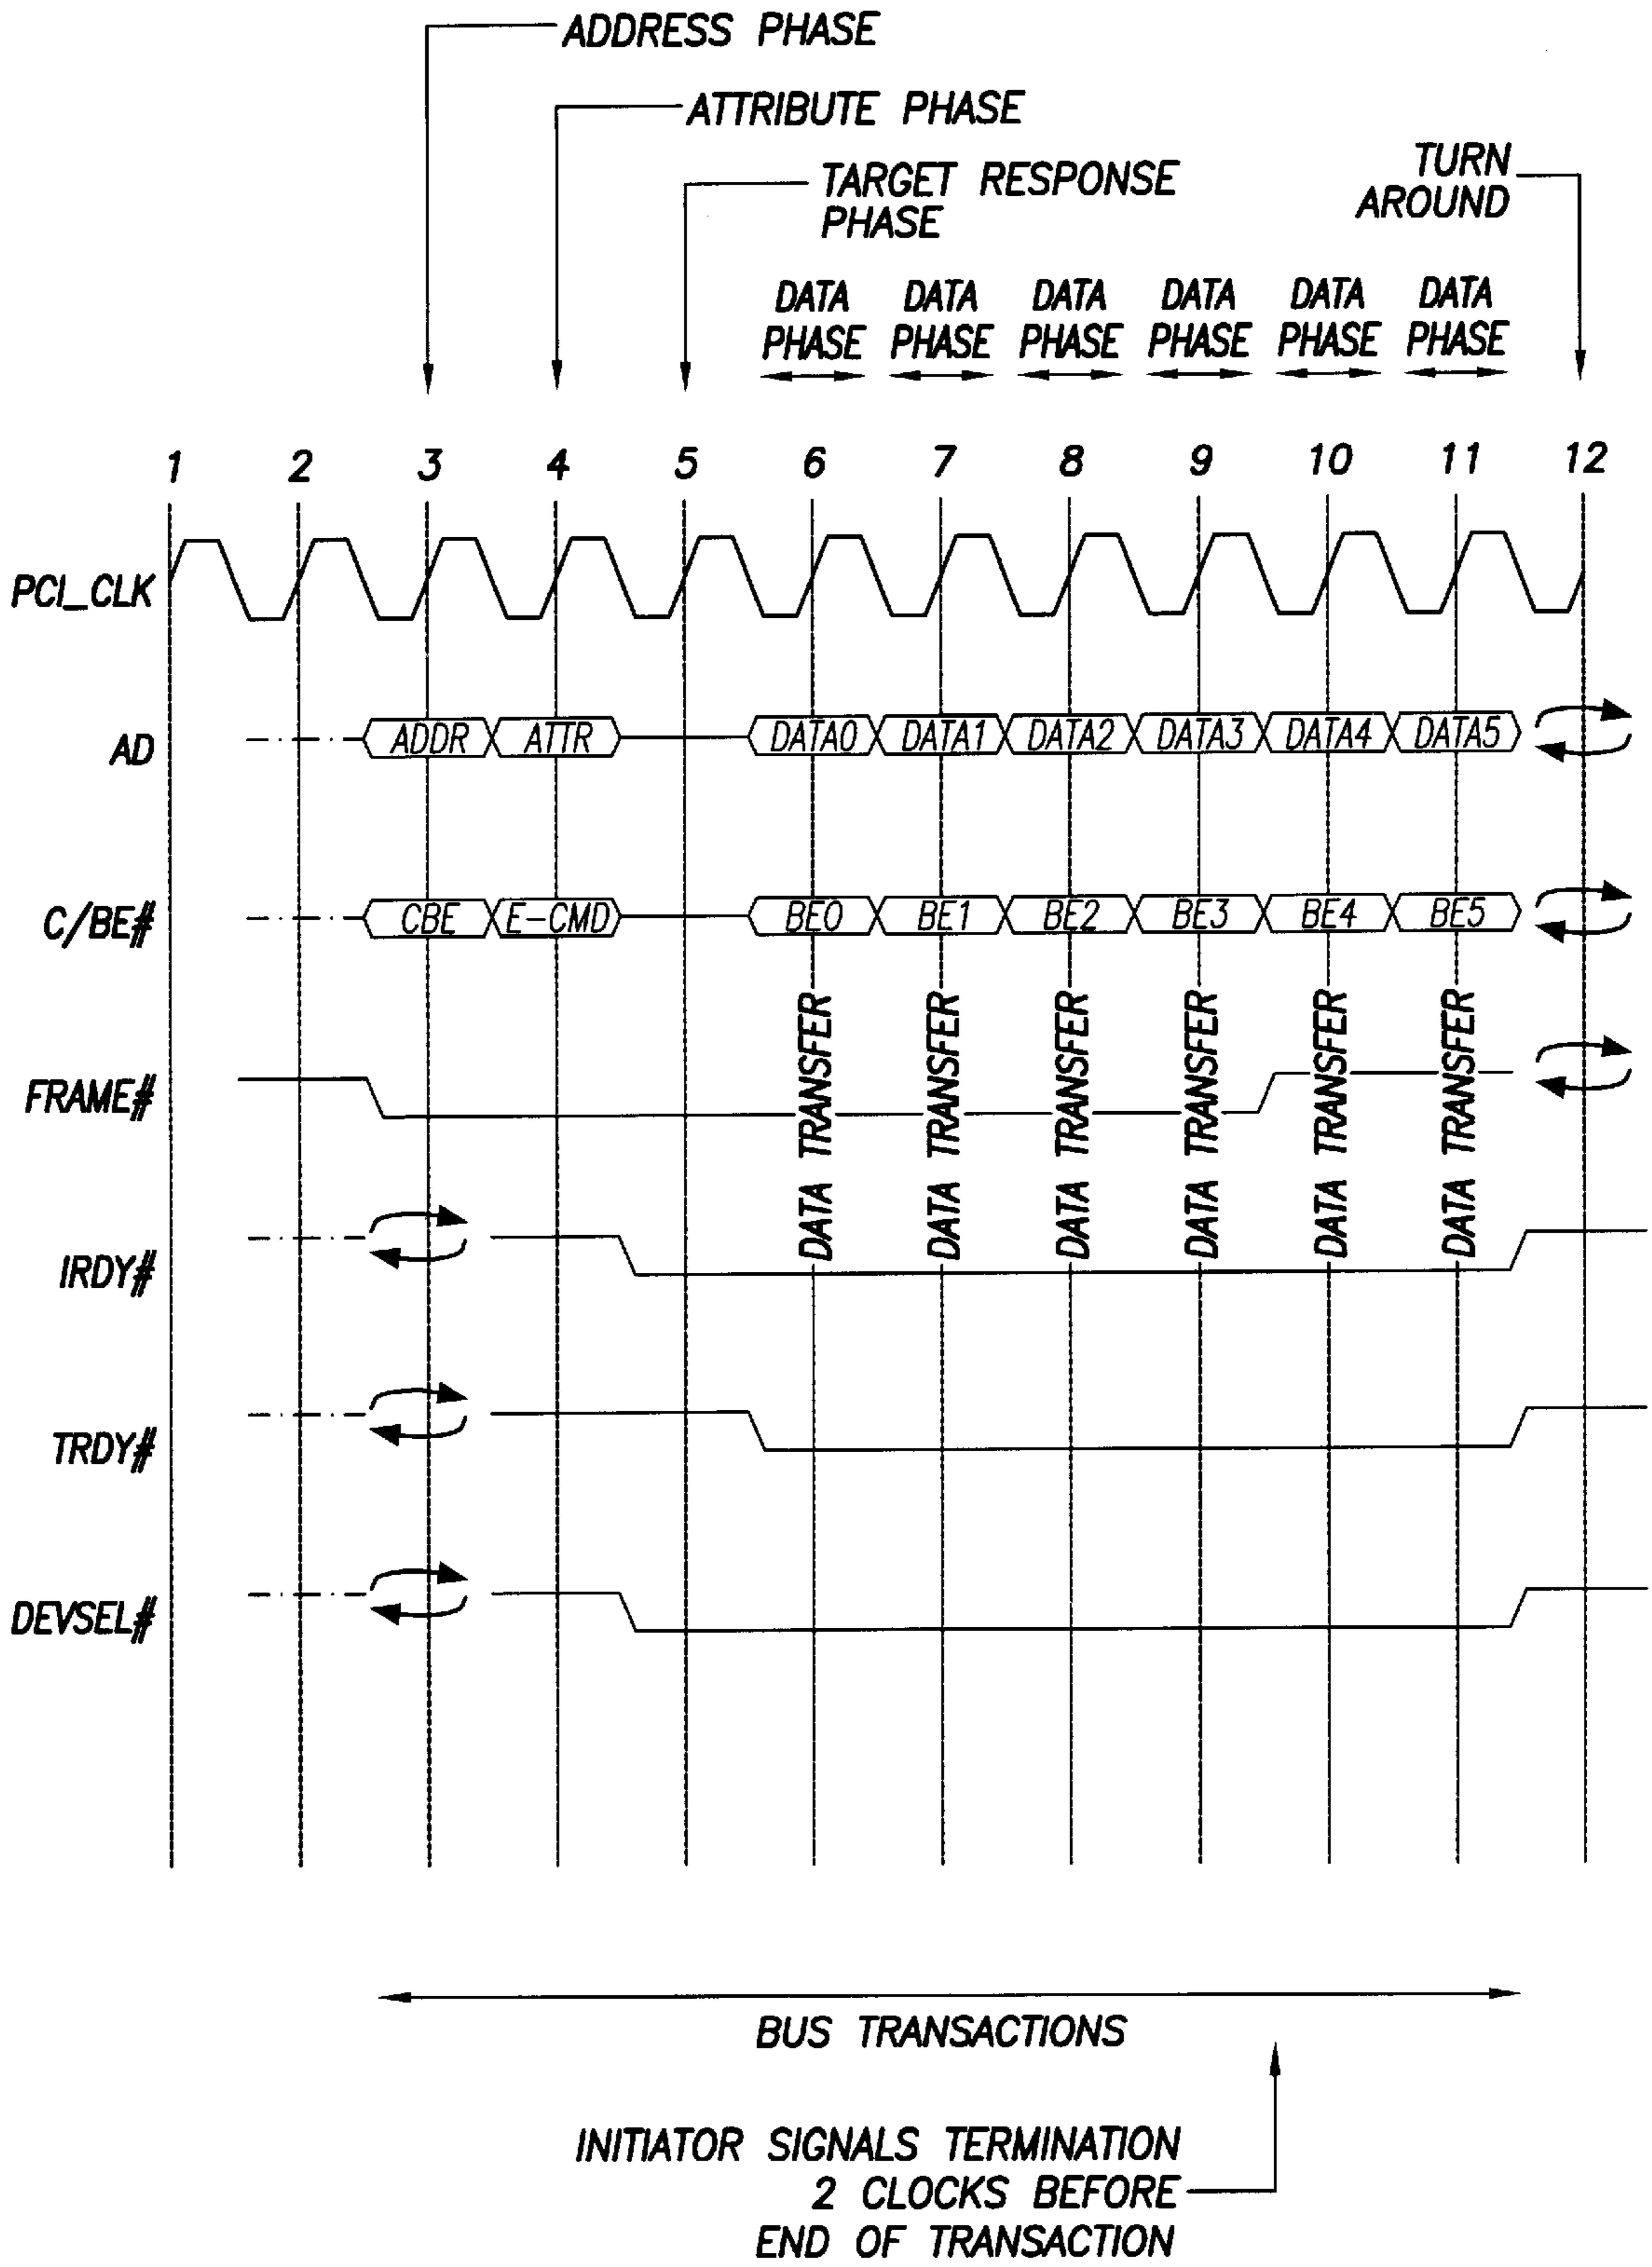 ADDRESS PHASE
ATTRIBUTE PHASE
TARGET RESPONSE
PHASE
TURN
AROUND
DATA DATA DATA DATA DATA DATA
PHASE PHASE PHASE PHASE PHASE PHASE
1 2 3 4 5 6 7 8 9 10 11 12
PCI_CLK
AD ADDR ATTR DATA0 DATA1 DATA2 DATA3 DATA4 DATA5
C/BE# CBE E-CMD BE0 BE1 BE2 BE3 BE4 BE5
DATA TRANSFER
DATA TRANSFER
DATA TRANSFER
DATA TRANSFER
DATA TRANSFER
DATA TRANSFER
FRAME#
IRDY#
TRDY#
DEVSEL#
BUS TRANSACTIONS
INITIATOR SIGNALS TERMINATION
2 CLOCKS BEFORE
END OF TRANSACTION